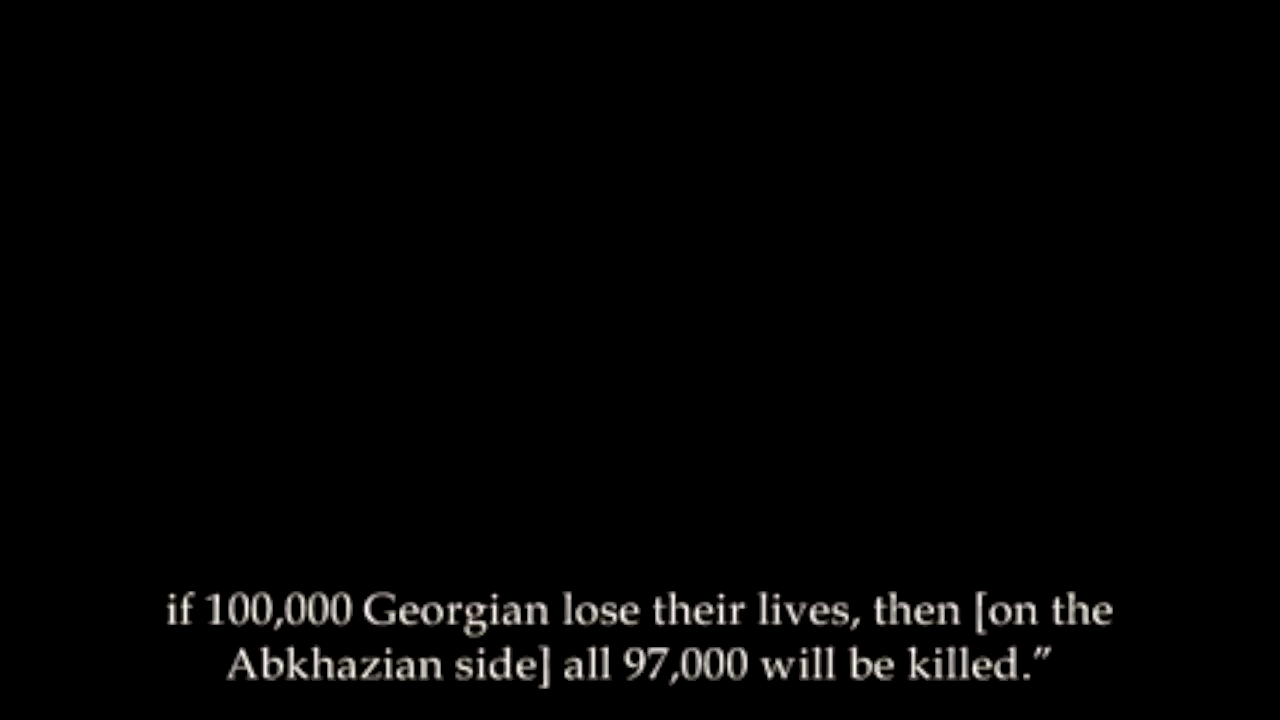 if 100,000 Georgian lose their lives, then [on the
Abkhazian side] all 97,000 will be killed.”